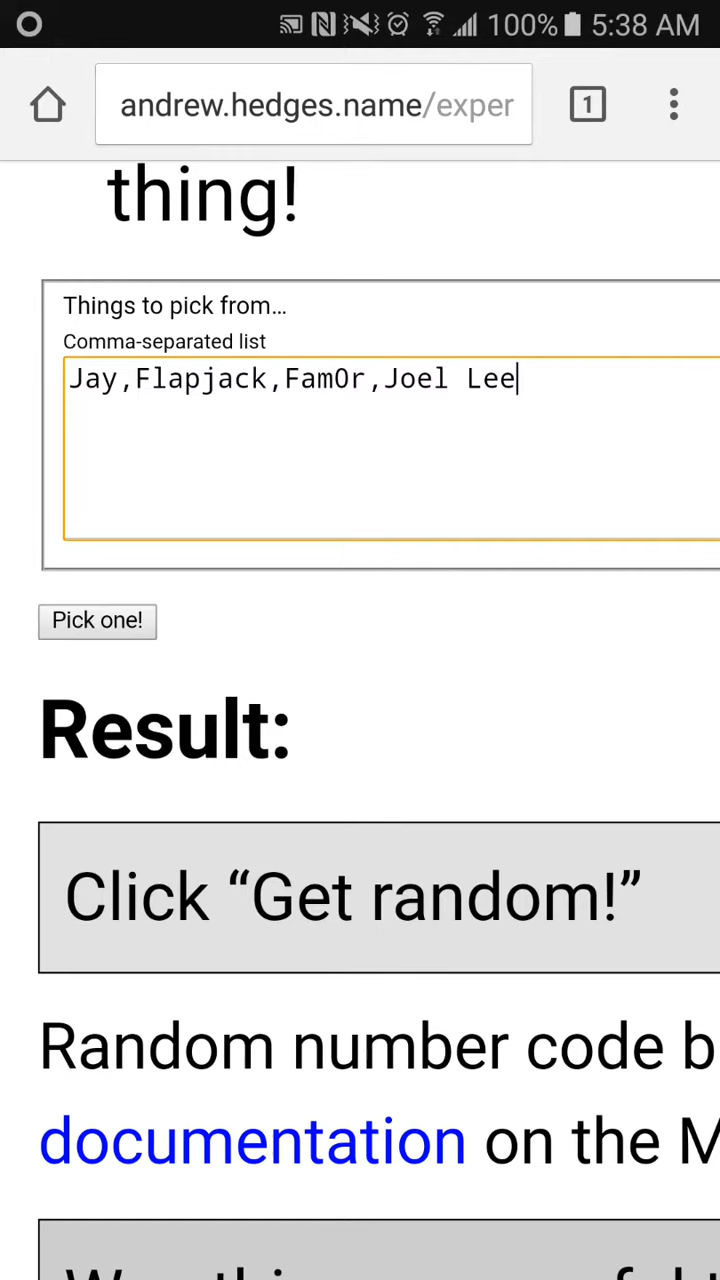 100% 5:38 AM
andrew.hedges.name/exper
1
thing!
Things to pick from…
Comma-separated list
Jay,Flapjack,Fam0r,Joel Lee
Pick one!
Result:
Click “Get random!”
Random number code b
documentation on the M